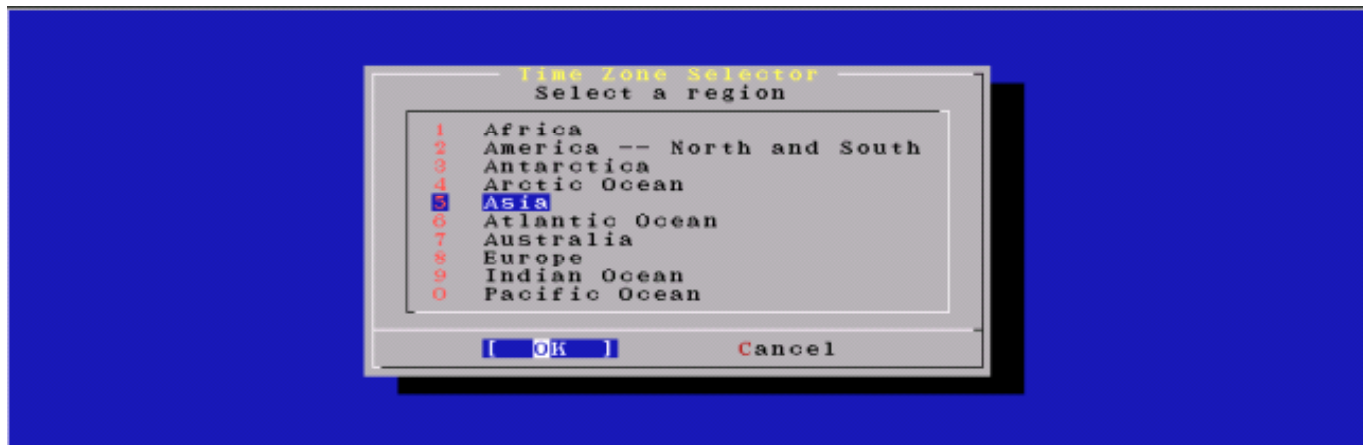 Time Zone Selector
Select a region
1 Africa
2 America -- North and South
3 Antarctica
4 Arctic Ocean
5 Asia
6 Atlantic Ocean
7 Australia
8 Europe
9 Indian Ocean
0 Pacific Ocean
[ OK ] Cancel